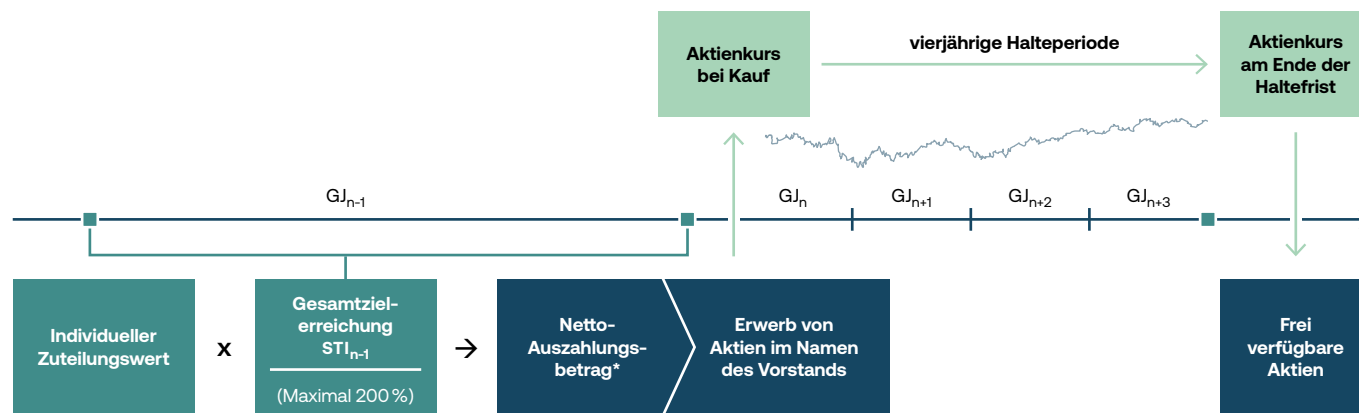 Aktienkurs
bei Kauf
vierjährige Halteperiode
Aktienkurs
am Ende der
Haltefrist
GJn-1
GJn
GJn+1
GJn+2
GJn+3
Individueller
Zuteilungswert
x
Gesamtziel-
erreichung
STIn-1
(Maximal 200 %)
→
Netto-
Auszahlungs-
betrag*
Erwerb von
Aktien im Namen
des Vorstands
Frei
verfügbare
Aktien